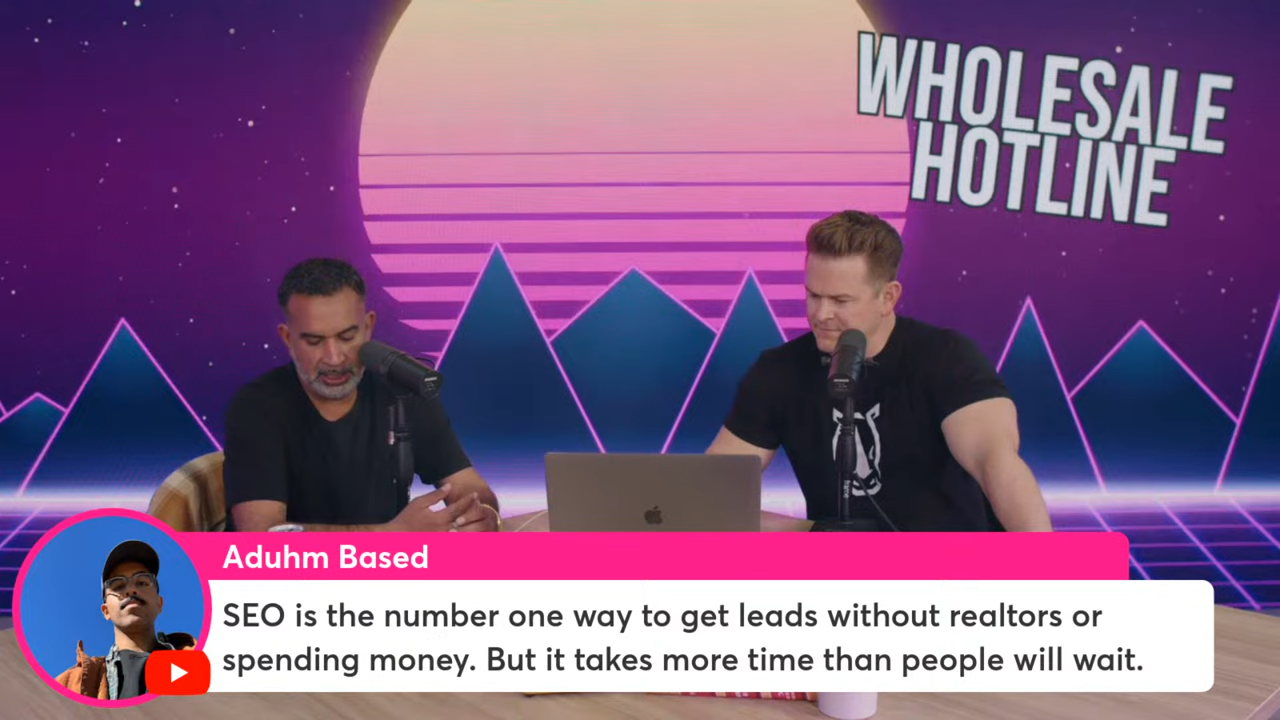 WHOLESALE
HOTLINE
Aduhm Based
SEO is the number one way to get leads without realtors or
spending money. But it takes more time than people will wait.